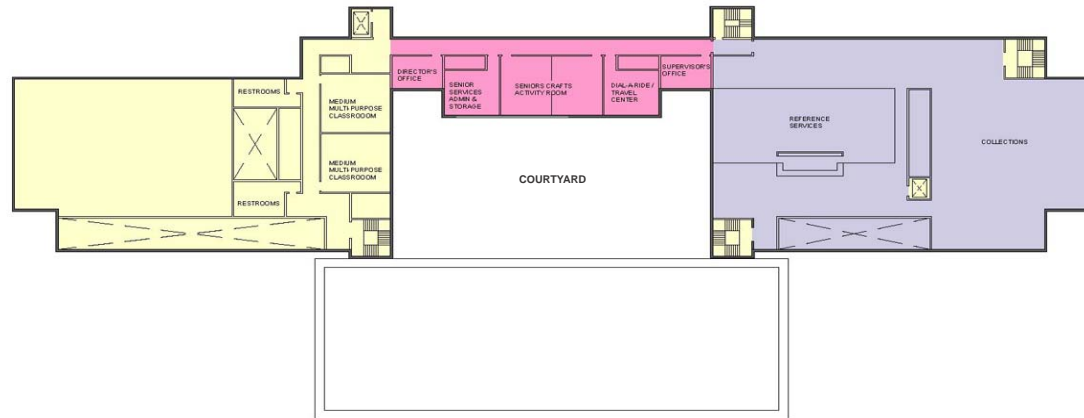 DIRECTOR'S
OFFICE
SENIOR
SERVICES
ADMIN &
STORAGE
SENIORS CRAFTS
ACTIVITY ROOM
DIAL-A-RIDE /
TRAVEL
CENTER
SUPERVISOR'S
OFFICE
RESTROOMS
MEDIUM
MULTI-PURPOSE
CLASSROOOM
MEDIUM
MULTI-PURPOSE
CLASSROOOM
RESTROOMS
COURTYARD
REFERENCE
SERVICES
COLLECTIONS